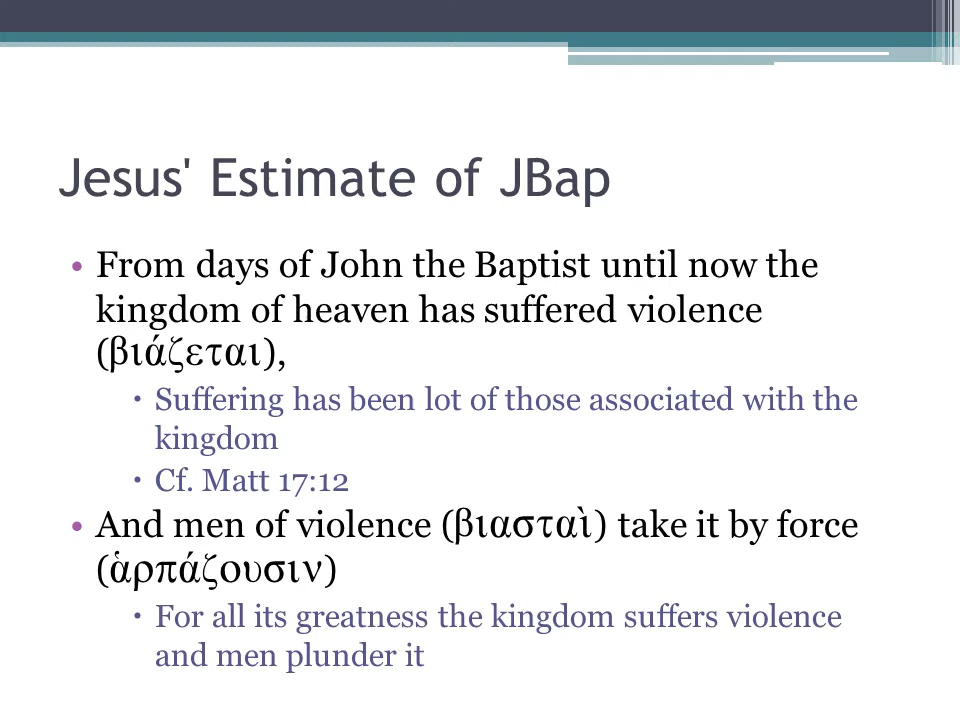 Jesus' Estimate of JBap
• From days of John the Baptist until now the
kingdom of heaven has suffered violence
(βιάζεται),
▪ Suffering has been lot of those associated with the
kingdom
▪ Cf. Matt 17:12
• And men of violence (βιασταὶ) take it by force
(ἁρπάζουσιν)
▪ For all its greatness the kingdom suffers violence
and men plunder it